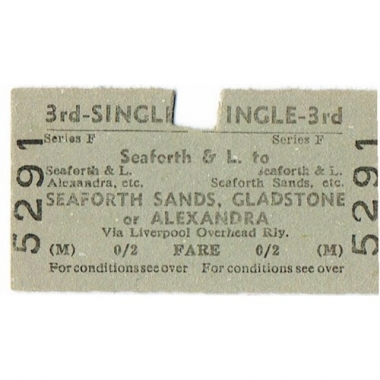 3rd-SINGLE INGLE-3rd
Series F Series F
Seaforth & L. to
Seaforth & L. Seaforth & L.
Alexandra, etc. Seaforth Sands, etc.
SEAFORTH SANDS, GLADSTONE
or ALEXANDRA
Via Liverpool Overhead Rly.
(M) 0/2 FARE 0/2 (M)
For conditions see over For conditions see over
5291
5291